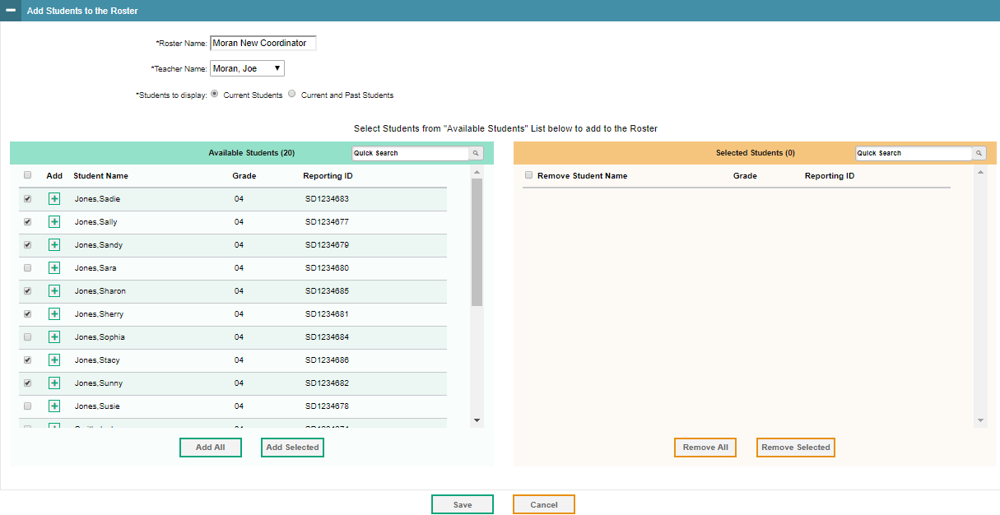 Add Students to the Roster
*Roster Name: Moran New Coordinator
*Teacher Name: Moran, Joe
*Students to display: Current Students Current and Past Students
Select Students from "Available Students" List below to add to the Roster
Available Students (20) Quick Search
Selected Students (0) Quick Search
Add Student Name Grade Reporting ID
Remove Student Name Grade Reporting ID
Jones,Sadie 04 SD1234683
Jones,Sally 04 SD1234677
Jones,Sandy 04 SD1234679
Jones,Sara 04 SD1234680
Jones,Sharon 04 SD1234685
Jones,Sherry 04 SD1234681
Jones,Sophia 04 SD1234684
Jones,Stacy 04 SD1234686
Jones,Sunny 04 SD1234682
Jones,Susie 04 SD1234678
Add All Add Selected
Remove All Remove Selected
Save Cancel